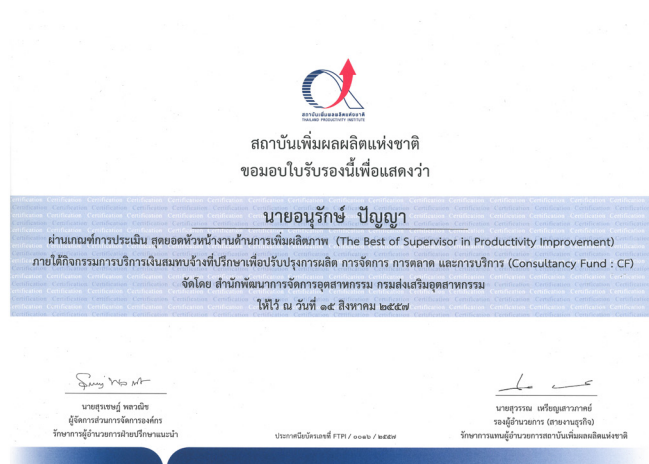 สถาบันเพิ่มผลผลิตแห่งชาติ
THAILAND PRODUCTIVITY INSTITUTE
สถาบันเพิ่มผลผลิตแห่งชาติ
ขอมอบใบรับรองนี้เพื่อแสดงว่า
นายอนุรักษ์ ปัญญา
ผ่านเกณฑ์การประเมิน สุดยอดหัวหน้างานด้านการเพิ่มผลิตภาพ (The Best of Supervisor in Productivity Improvement)
ภายใต้กิจกรรมการบริการเงินสมทบจ้างที่ปรึกษาเพื่อปรับปรุงการผลิต การจัดการ การตลาด และการบริการ (Consultancy Fund : CF)
จัดโดย สำนักพัฒนาการจัดการอุตสาหกรรม กรมส่งเสริมอุตสาหกรรม
ให้ไว้ ณ วันที่ ๑๕ สิงหาคม ๒๕๕๗
นายสุรเชษฎ์ พลวณิช
ผู้จัดการส่วนการจัดการองค์กร
รักษาการผู้อำนวยการฝ่ายปรึกษาแนะนำ
ประกาศนียบัตรเลขที่ FTPI / ๐๐๑๖ / ๒๕๕๗
นายสุวรรณ เหรียญเสาวภาคย์
รองผู้อำนวยการ (สายงานธุรกิจ)
รักษาการแทนผู้อำนวยการสถาบันเพิ่มผลผลิตแห่งชาติ